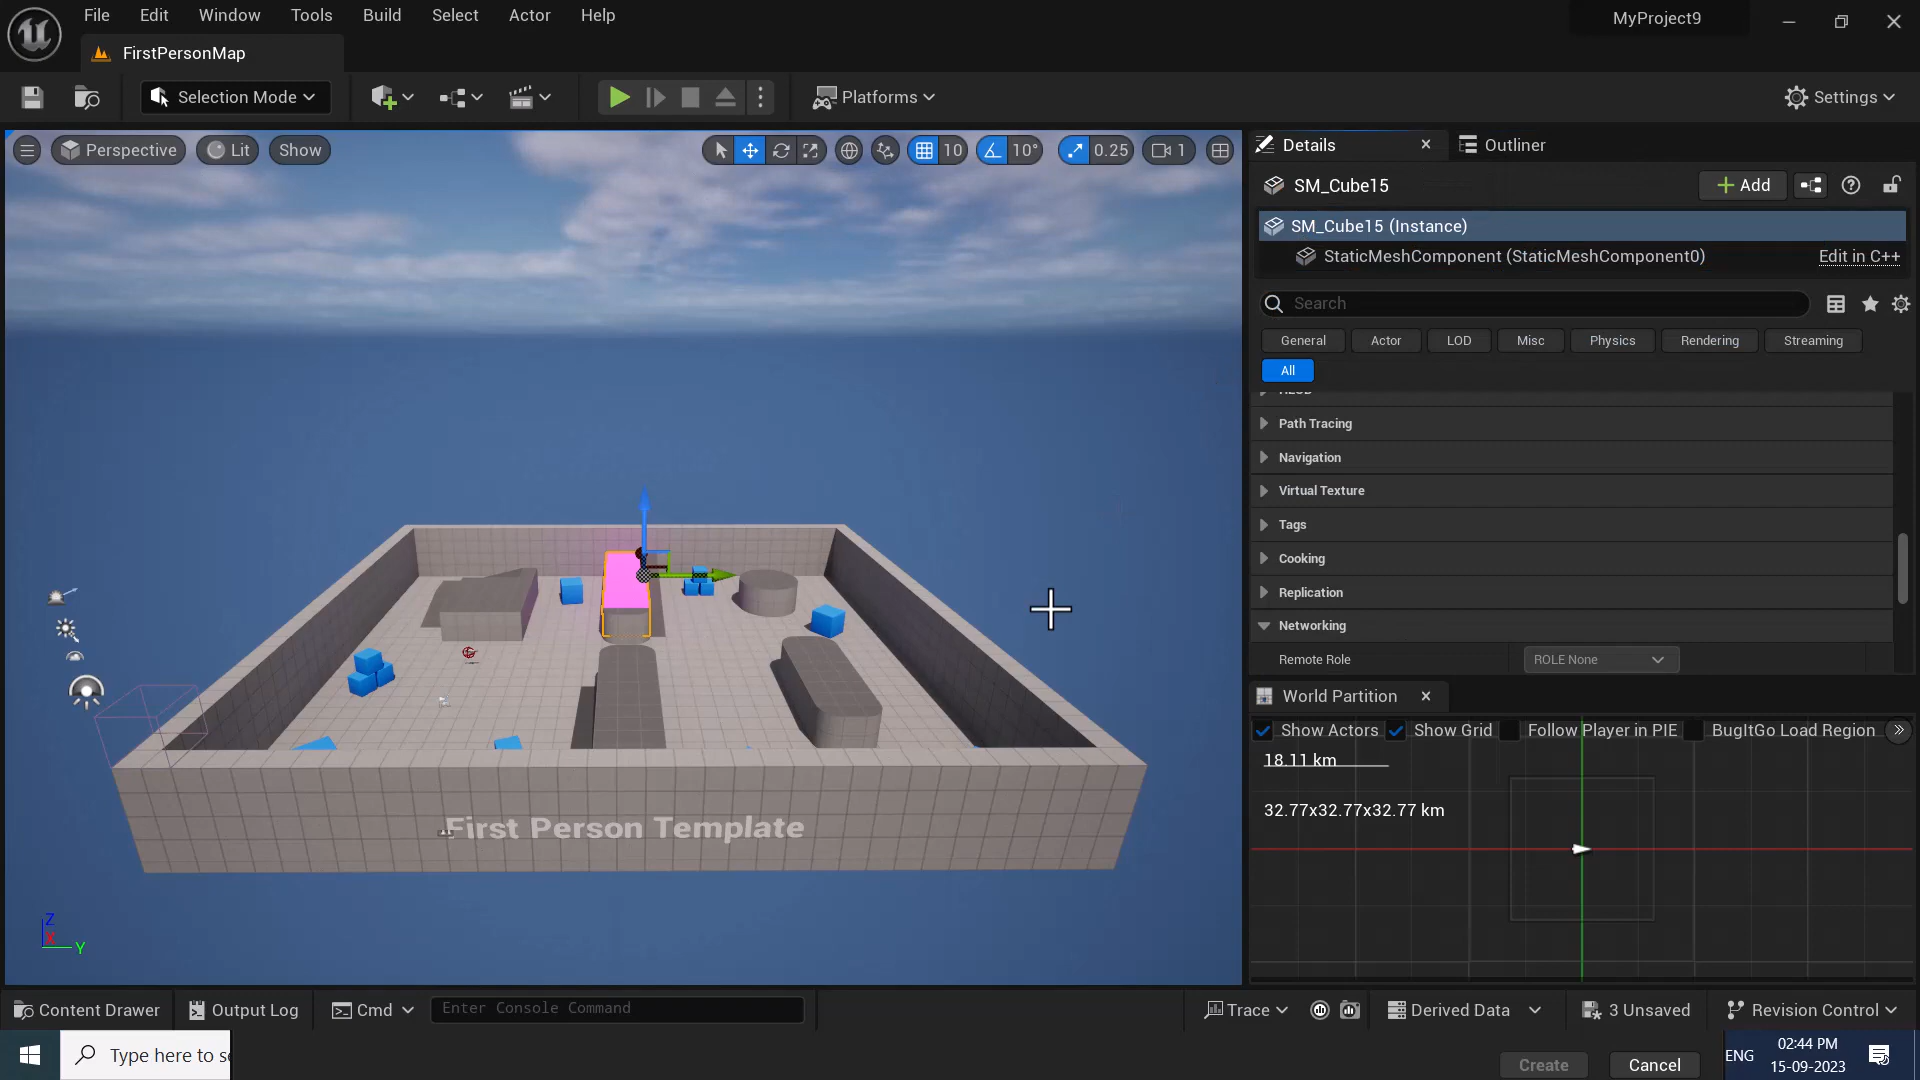 File Edit Window Tools Build Select Actor Help
MyProject9
FirstPersonMap
Selection Mode
Platforms
Settings
Perspective Lit Show
10 10° 0.25 1
Details Outliner
SM_Cube15
Add
SM_Cube15 (Instance)
StaticMeshComponent (StaticMeshComponent0) Edit in C++
Search
General Actor LOD Misc Physics Rendering Streaming
All
Path Tracing
Navigation
Virtual Texture
Tags
Cooking
Replication
Networking
Remote Role ROLE None
World Partition
Show Actors Show Grid Follow Player in PIE BugItGo Load Region
18.11 km
32.77x32.77x32.77 km
First Person Template
Z
X
Y
Content Drawer Output Log Cmd Enter Console Command Trace Derived Data 3 Unsaved Revision Control
Type here to s
Create Cancel
ENG
02:44 PM
15-09-2023